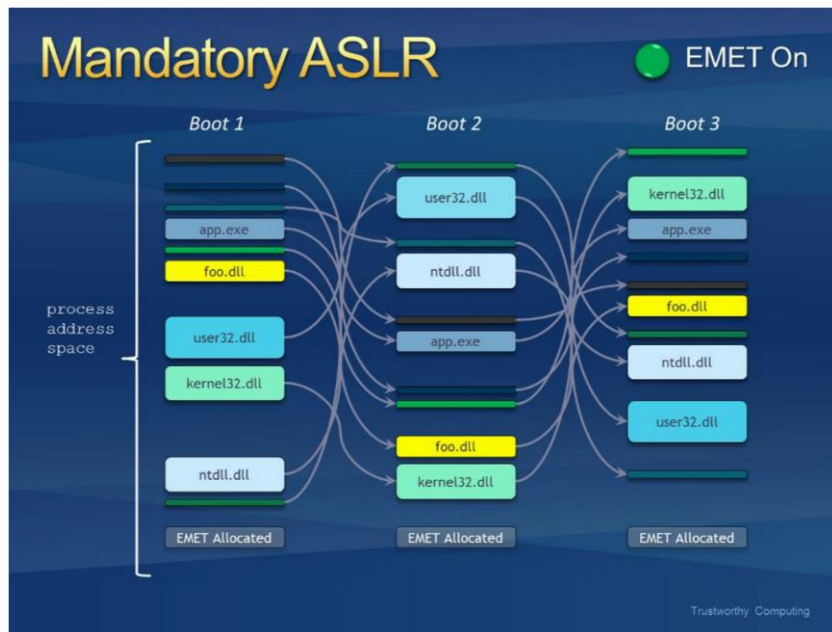 Mandatory ASLR
EMET On
Boot 1
Boot 2
Boot 3
process
address
space
app.exe
foo.dll
user32.dll
kernel32.dll
ntdll.dll
EMET Allocated
user32.dll
ntdll.dll
app.exe
foo.dll
kernel32.dll
EMET Allocated
kernel32.dll
app.exe
foo.dll
ntdll.dll
user32.dll
EMET Allocated
Trustworthy Computing